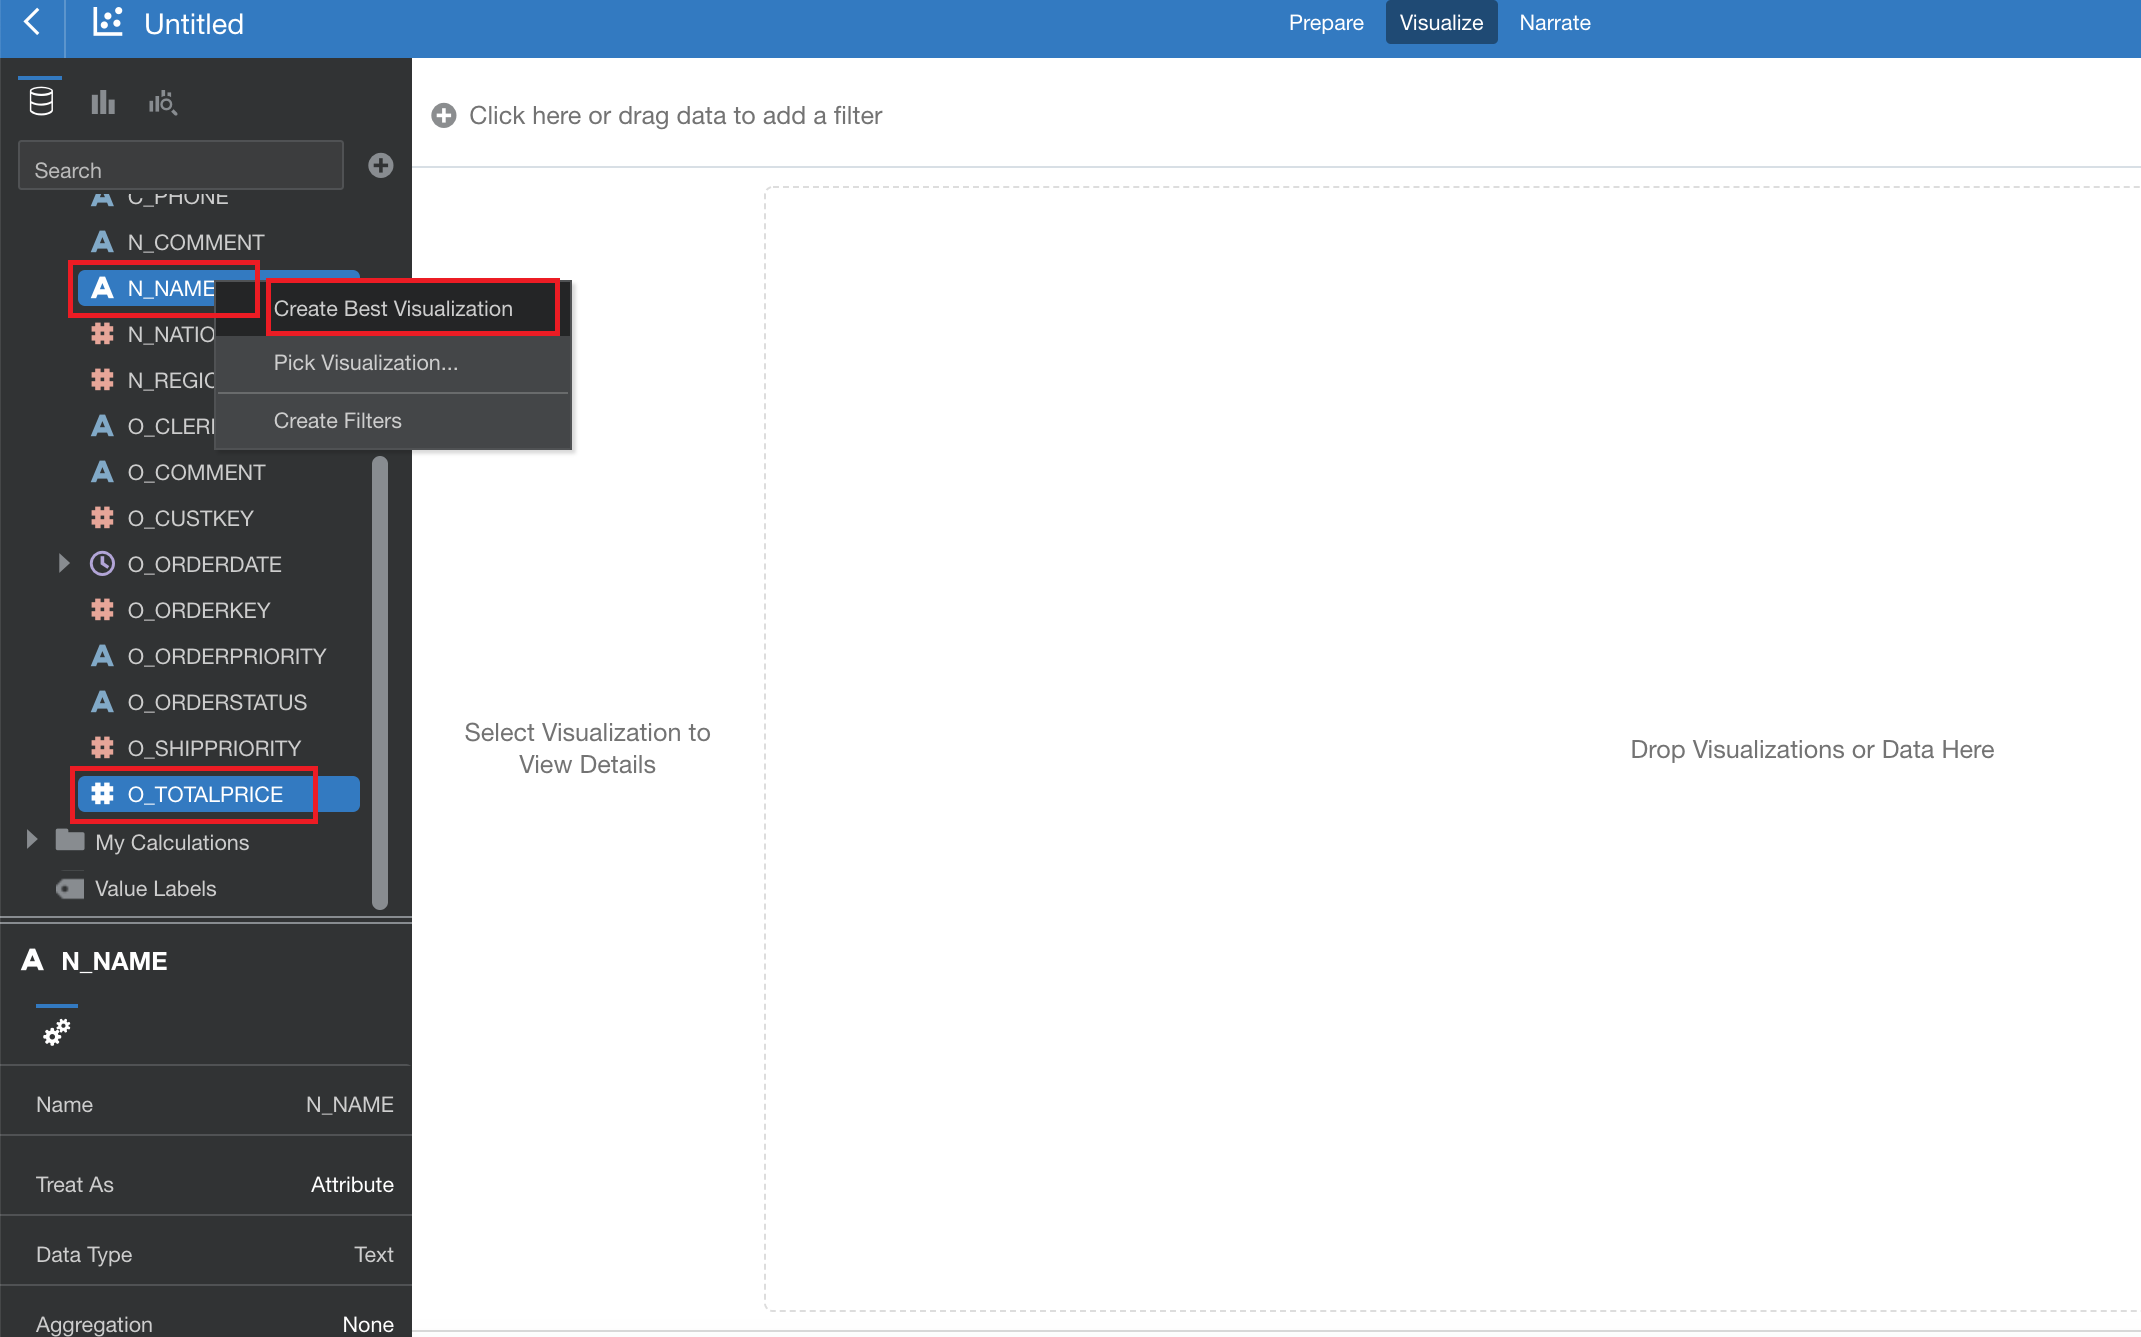 Untitled
Prepare
Visualize
Narrate
Search
Click here or drag data to add a filter
C_PHONE
A N_COMMENT
A N_NAME
Create Best Visualization
# N_NATIO
Pick Visualization...
# N_REGIO
A O_CLER
Create Filters
A O_COMMENT
# O_CUSTKEY
O_ORDERDATE
# O_ORDERKEY
A O_ORDERPRIORITY
A O_ORDERSTATUS
# O_SHIPPRIORITY
# O_TOTALPRICE
My Calculations
Value Labels
Select Visualization to
View Details
Drop Visualizations or Data Here
A N_NAME
Name N_NAME
Treat As Attribute
Data Type Text
Aggregation None